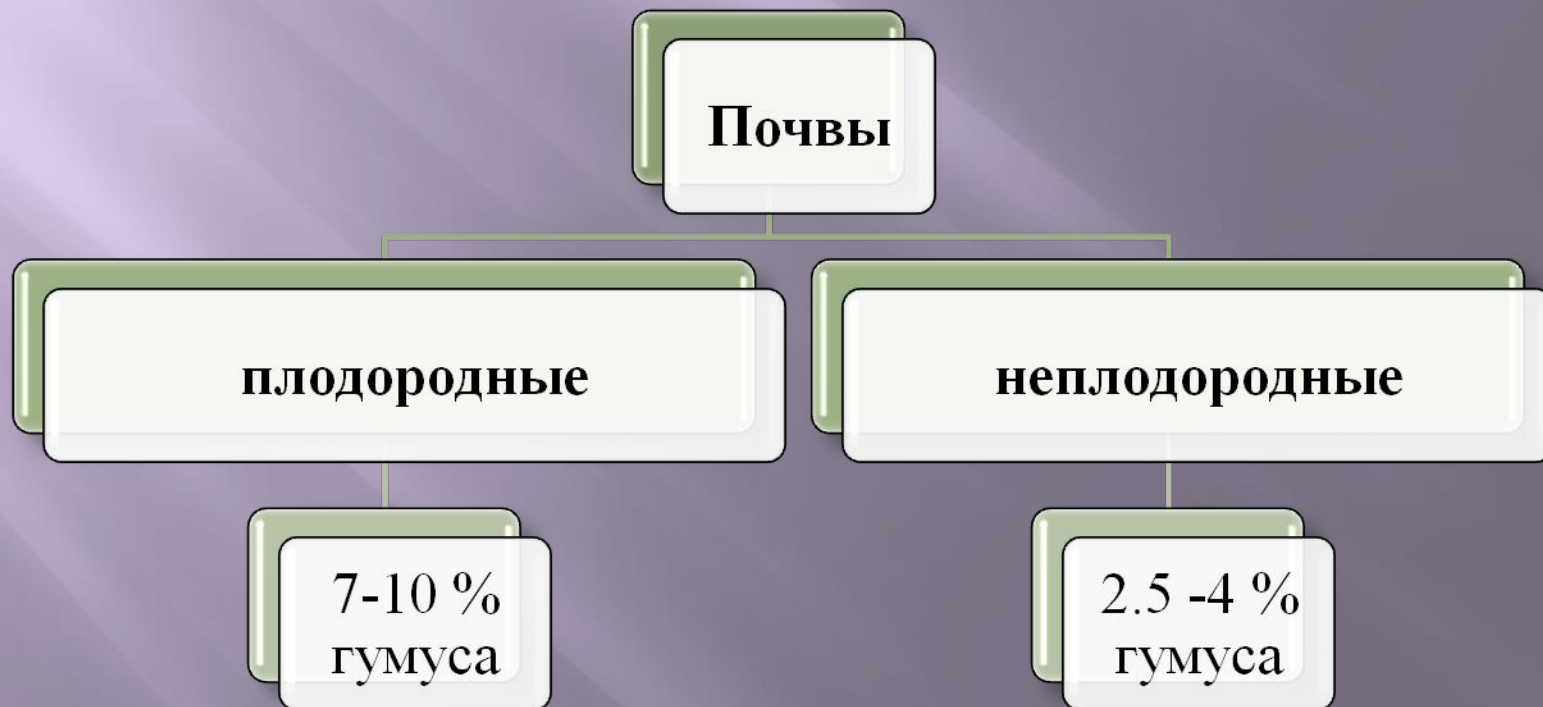 Почвы
плодородные
неплодородные
7-10 %
гумуса
2.5 -4 %
гумуса